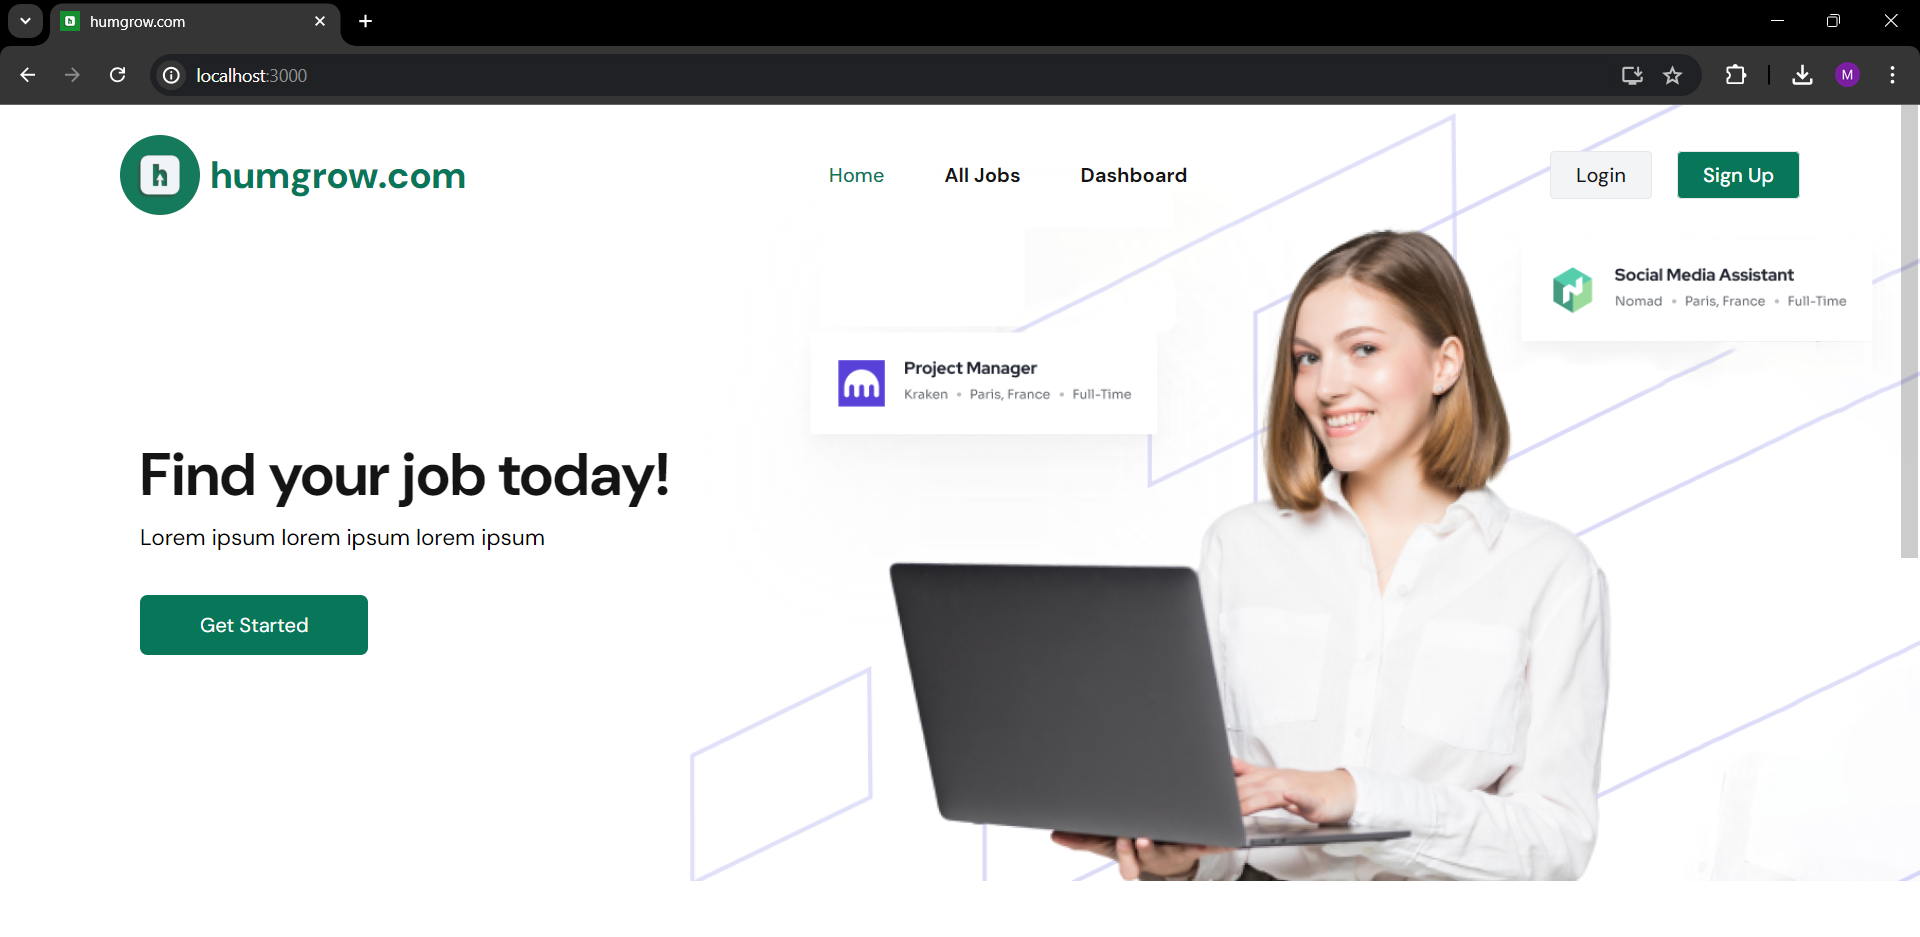 humgrow.com
localhost:3000
M
h humgrow.com
Home
All Jobs
Dashboard
Login
Sign Up
Social Media Assistant
Nomad • Paris, France • Full-Time
Project Manager
Kraken • Paris, France • Full-Time
Find your job today!
Lorem ipsum lorem ipsum lorem ipsum
Get Started